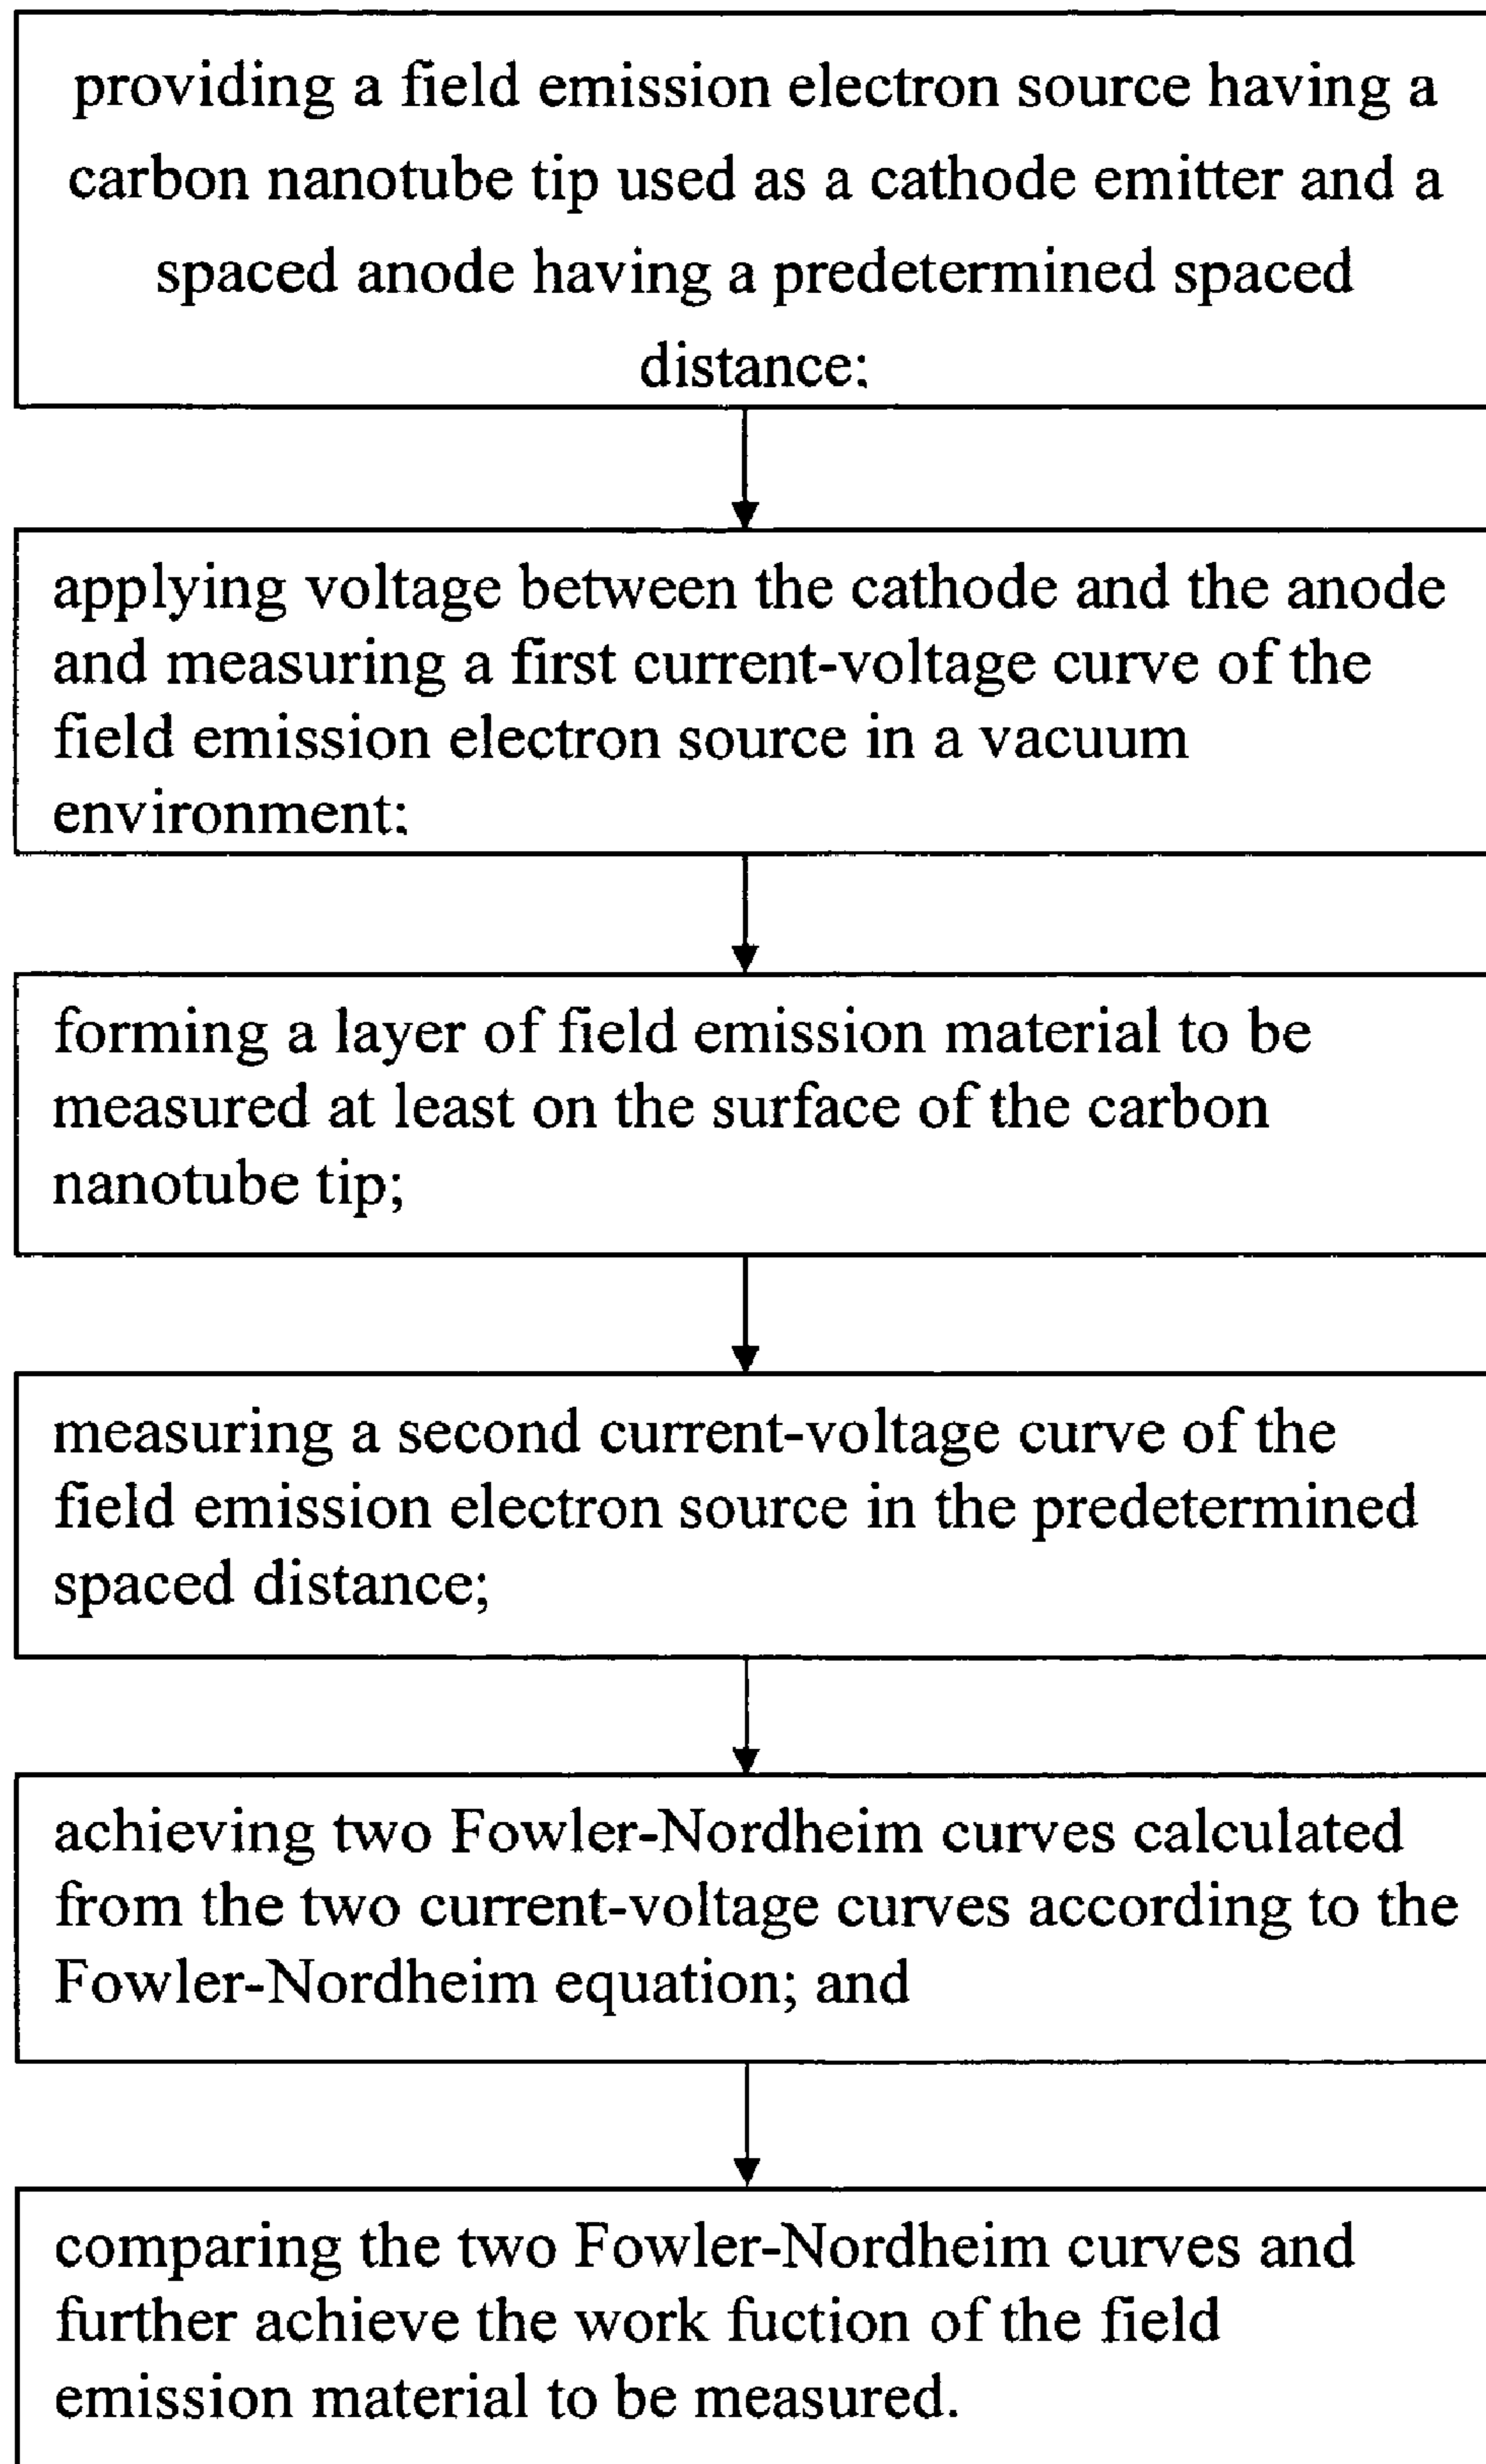 providing a field emission electron source having a
carbon nanotube tip used as a cathode emitter and a
spaced anode having a predetermined spaced
distance;
applying voltage between the cathode and the anode
and measuring a first current-voltage curve of the
field emission electron source in a vacuum
environment;
forming a layer of field emission material to be
measured at least on the surface of the carbon
nanotube tip;
measuring a second current-voltage curve of the
field emission electron source in the predetermined
spaced distance;
achieving two Fowler-Nordheim curves calculated
from the two current-voltage curves according to the
Fowler-Nordheim equation; and
comparing the two Fowler-Nordheim curves and
further achieve the work fuction of the field
emission material to be measured.